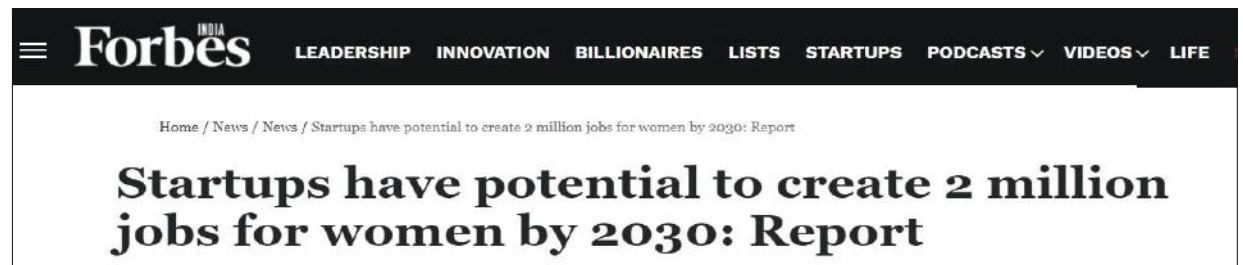 Forbes INDIA
LEADERSHIP INNOVATION BILLIONAIRES LISTS STARTUPS PODCASTS VIDEOS LIFE
Home / News / News / Startups have potential to create 2 million jobs for women by 2030: Report
Startups have potential to create 2 million
jobs for women by 2030: Report